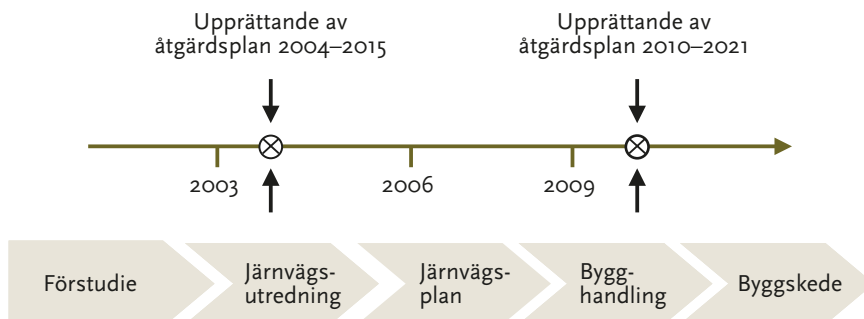 Upprättande av
åtgärdsplan 2004–2015
Upprättande av
åtgärdsplan 2010–2021
2003
2006
2009
Förstudie
Järnvägs-
utredning
Järnvägs-
plan
Bygg-
handling
Byggskede